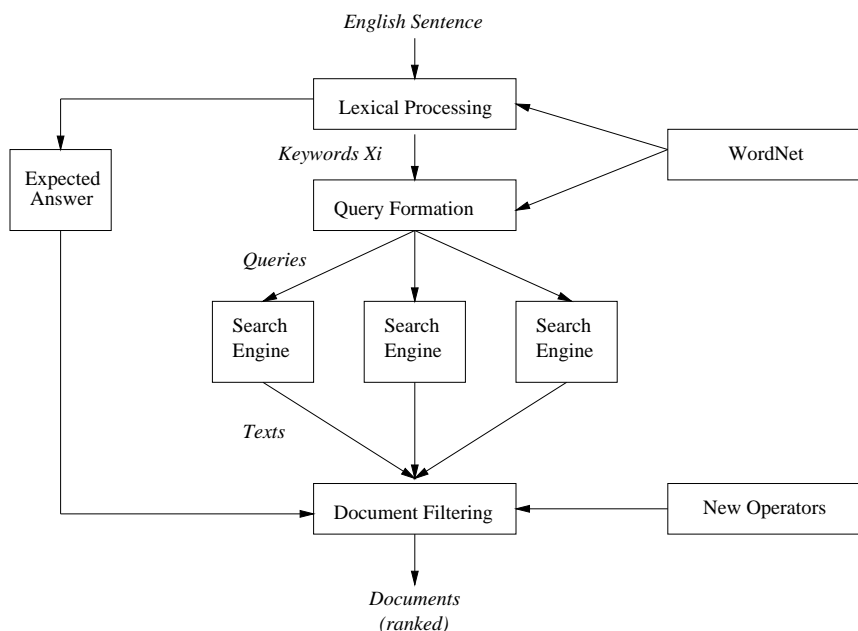 English Sentence
Lexical Processing
Keywords Xi
WordNet
Expected
Answer
Query Formation
Queries
Search
Engine
Search
Engine
Search
Engine
Texts
Document Filtering
New Operators
Documents
(ranked)